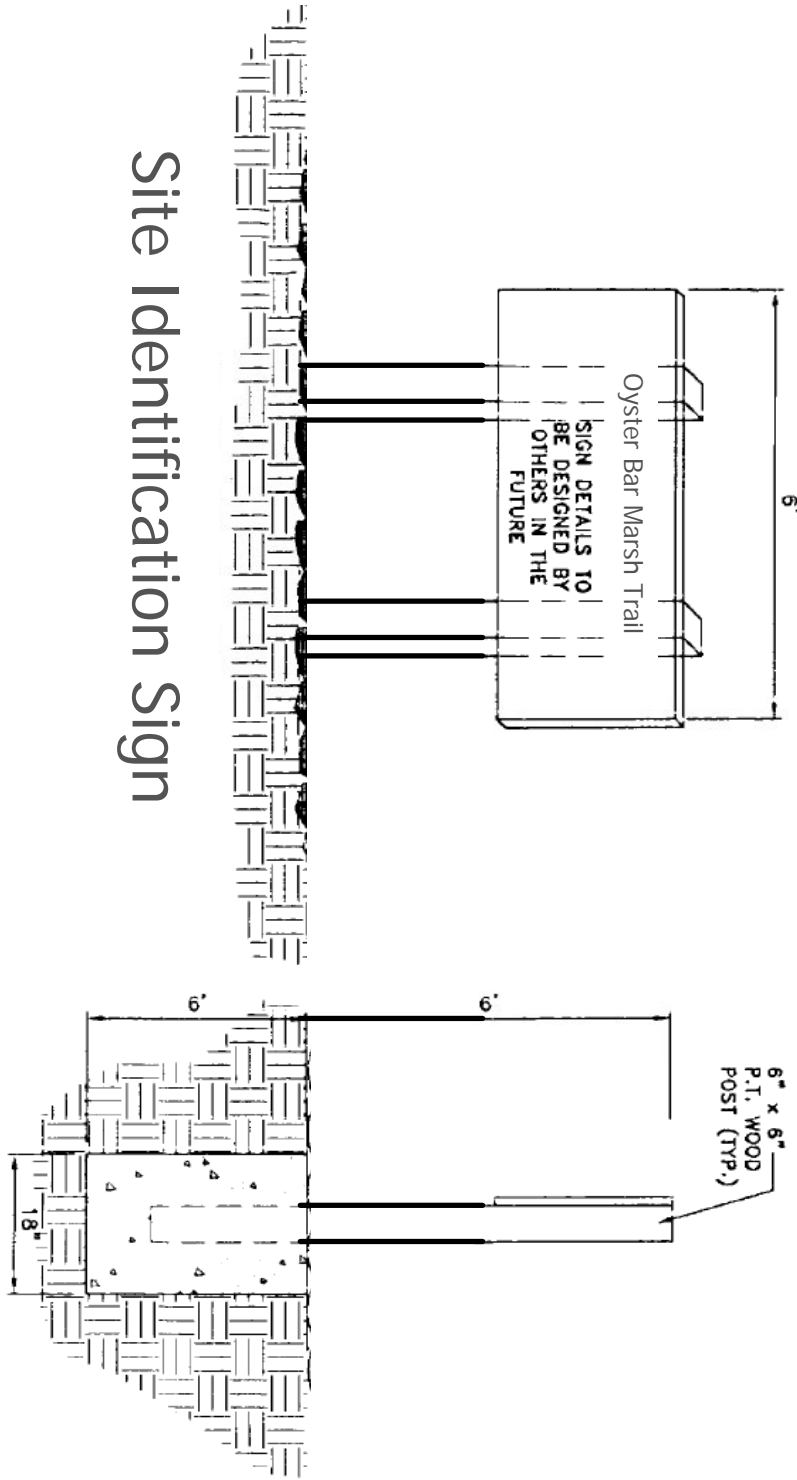 6'
Oyster Bar Marsh Trail
SIGN DETAILS TO
BE DESIGNED BY
OTHERS IN THE
FUTURE
Site Identification Sign
6" x 6"
P.T. WOOD
POST (TYP.)
6'
6'
18"